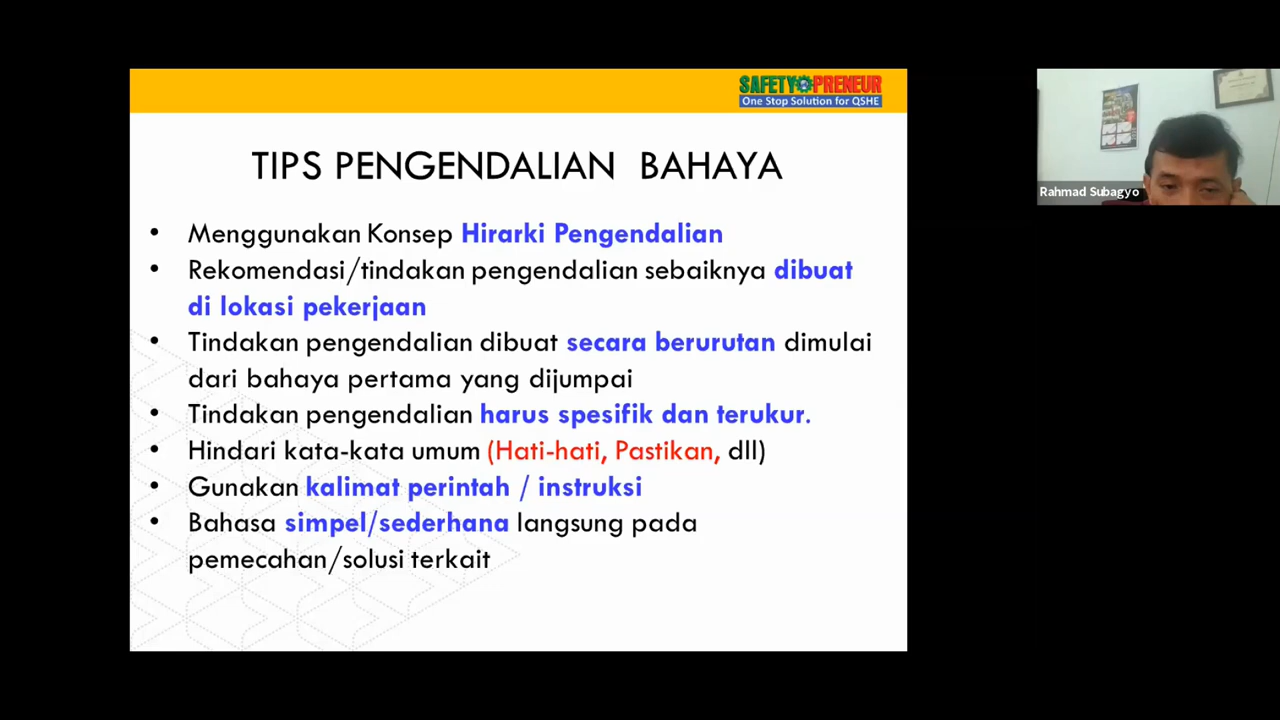 SAFETYPRENEUR
One Stop Solution for QSHE
TIPS PENGENDALIAN BAHAYA
• Menggunakan Konsep Hirarki Pengendalian
• Rekomendasi/tindakan pengendalian sebaiknya dibuat
di lokasi pekerjaan
• Tindakan pengendalian dibuat secara berurutan dimulai
dari bahaya pertama yang dijumpai
• Tindakan pengendalian harus spesifik dan terukur.
• Hindari kata-kata umum (Hati-hati, Pastikan, dll)
• Gunakan kalimat perintah / instruksi
• Bahasa simpel/sederhana langsung pada
pemecahan/solusi terkait
Rahmad Subagyo